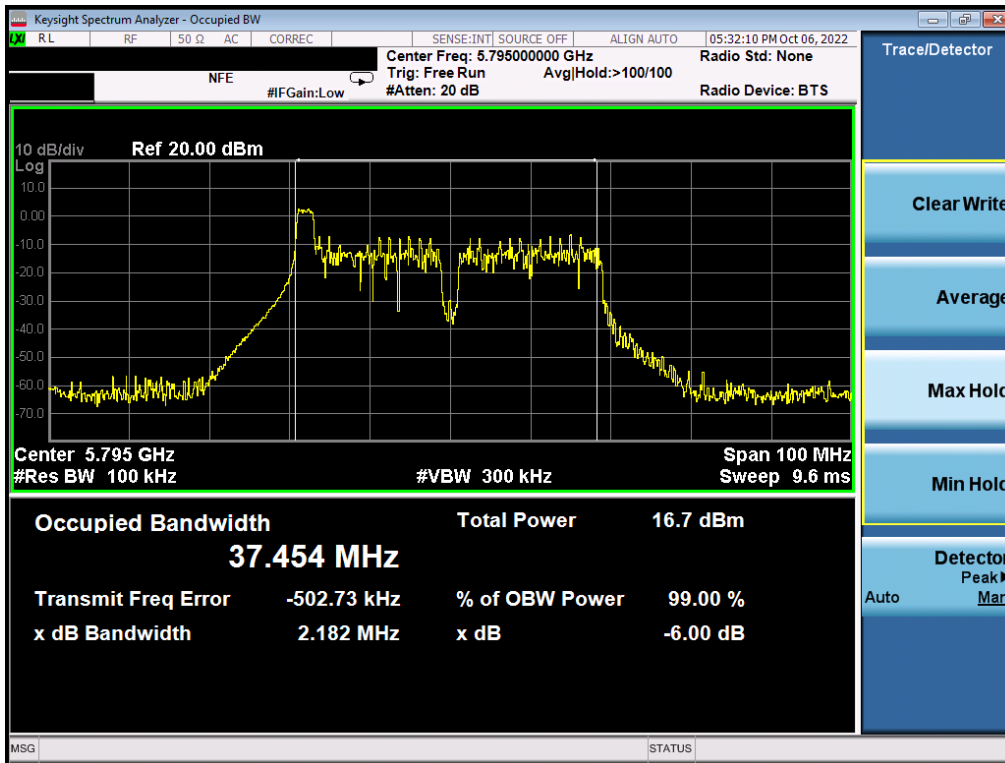 Keysight Spectrum Analyzer - Occupied BW
LXI RL RF 50 Ω AC CORREC SENSE:INT SOURCE OFF ALIGN AUTO 05:32:10 PM Oct 06, 2022
Center Freq: 5.795000000 GHz Radio Std: None
NFE Trig: Free Run Avg|Hold:>100/100
#IFGain:Low #Atten: 20 dB Radio Device: BTS
10 dB/div Ref 20.00 dBm
Log
10.0
0.00
-10.0
-20.0
-30.0
-40.0
-50.0
-60.0
-70.0
Center 5.795 GHz Span 100 MHz
#Res BW 100 kHz #VBW 300 kHz Sweep 9.6 ms
Occupied Bandwidth Total Power 16.7 dBm
37.454 MHz
Transmit Freq Error -502.73 kHz % of OBW Power 99.00 %
x dB Bandwidth 2.182 MHz x dB -6.00 dB
MSG STATUS
Trace/Detector
Clear Write
Average
Max Hold
Min Hold
Detector
Peak
Auto Man